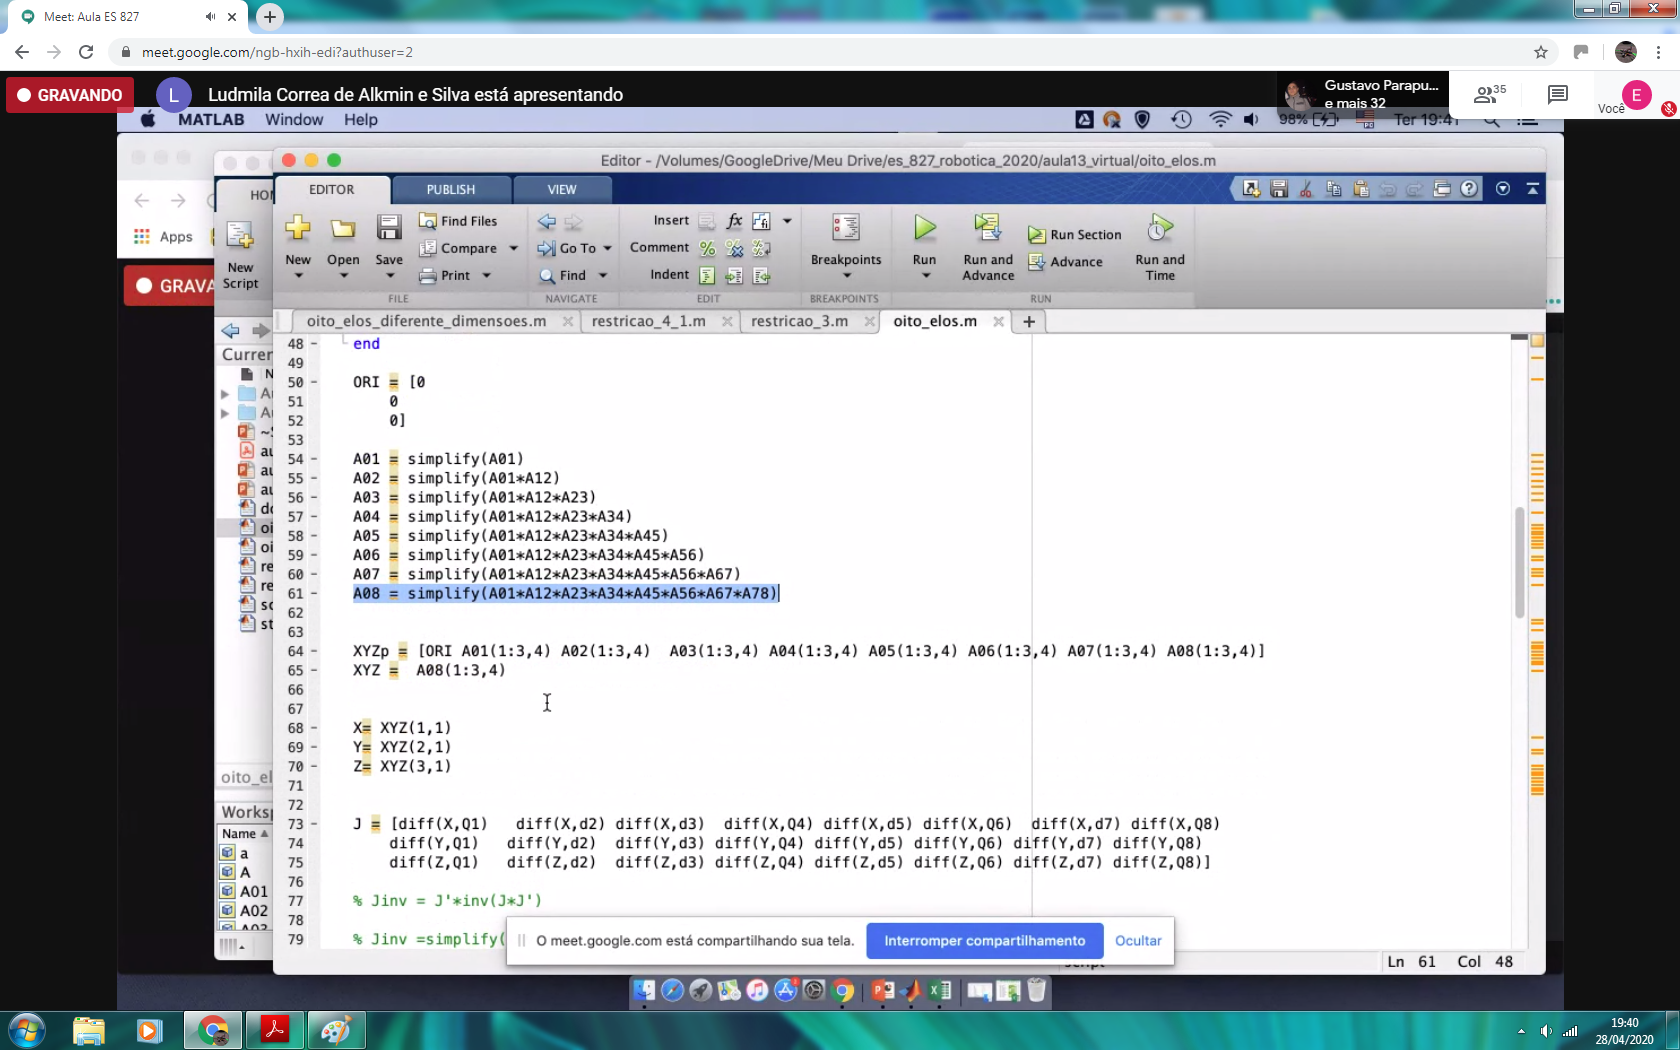 Meet: Aula ES 827
meet.google.com/ngb-hxih-edi?authuser=2
GRAVANDO
L
Ludmila Correa de Alkmin e Silva está apresentando
Gustavo Parapu...
e mais 32
35
Você
E
MATLAB Window Help
98%
Ter 19:41
Editor - /Volumes/GoogleDrive/Meu Drive/es_827_robotica_2020/aula13_virtual/oito_elos.m
HO
EDITOR PUBLISH VIEW
Apps
New
Script
GRAVA
New
Open
Save
Find Files
Compare
Print
Go To
Find
Insert
Comment
Indent
Breakpoints
Run
Run and
Advance
Run Section
Advance
Run and
Time
FILE NAVIGATE EDIT BREAKPOINTS RUN
oito_elos_diferente_dimensoes.m restricao_4_1.m restricao_3.m oito_elos.m
Curren
N
A
A
~S
au
au
au
do
oi
oi
re
re
sc
st
oito_el
Worksp
Name
a
A
A01
A02
48 end
49
50 ORI = [0
51 0
52 0]
53
54 A01 = simplify(A01)
55 A02 = simplify(A01*A12)
56 A03 = simplify(A01*A12*A23)
57 A04 = simplify(A01*A12*A23*A34)
58 A05 = simplify(A01*A12*A23*A34*A45)
59 A06 = simplify(A01*A12*A23*A34*A45*A56)
60 A07 = simplify(A01*A12*A23*A34*A45*A56*A67)
61 A08 = simplify(A01*A12*A23*A34*A45*A56*A67*A78)
62
63
64 XYZp = [ORI A01(1:3,4) A02(1:3,4) A03(1:3,4) A04(1:3,4) A05(1:3,4) A06(1:3,4) A07(1:3,4) A08(1:3,4)]
65 XYZ = A08(1:3,4)
66
67
68 X= XYZ(1,1)
69 Y= XYZ(2,1)
70 Z= XYZ(3,1)
71
72
73 J = [diff(X,Q1) diff(X,d2) diff(X,d3) diff(X,Q4) diff(X,d5) diff(X,Q6) diff(X,d7) diff(X,Q8)
74 diff(Y,Q1) diff(Y,d2) diff(Y,d3) diff(Y,Q4) diff(Y,d5) diff(Y,Q6) diff(Y,d7) diff(Y,Q8)
75 diff(Z,Q1) diff(Z,d2) diff(Z,d3) diff(Z,Q4) diff(Z,d5) diff(Z,Q6) diff(Z,d7) diff(Z,Q8)]
76
77 % Jinv = J'*inv(J*J')
78
79 % Jinv =simplify(
O meet.google.com está compartilhando sua tela. Interromper compartilhamento Ocultar
Ln 61 Col 48
19:40
28/04/2020